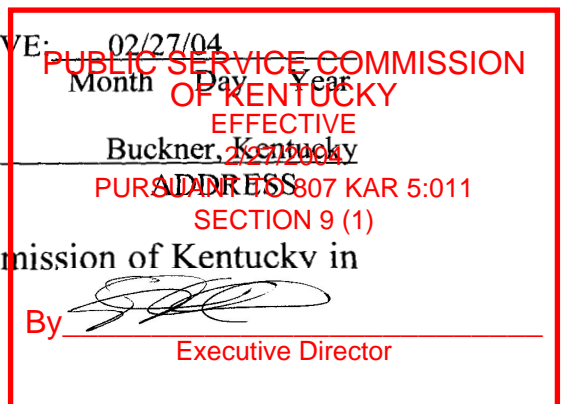 VE: 02/27/04
PUBLIC SERVICE COMMISSION
Month Day Year
OF KENTUCKY
EFFECTIVE
Buckner, Kentucky
2/27/2004
ADDRESS
PURSUANT TO 807 KAR 5:011
SECTION 9 (1)
mission of Kentucky in
By
Executive Director